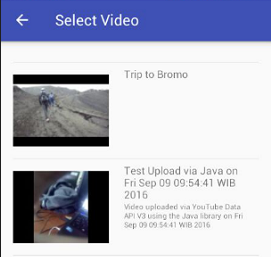 Select Video
Trip to Bromo
Test Upload via Java on
Fri Sep 09 09:54:41 WIB
2016
Video uploaded via YouTube Data
API V3 using the Java library on Fri
Sep 09 09:54:41 WIB 2016